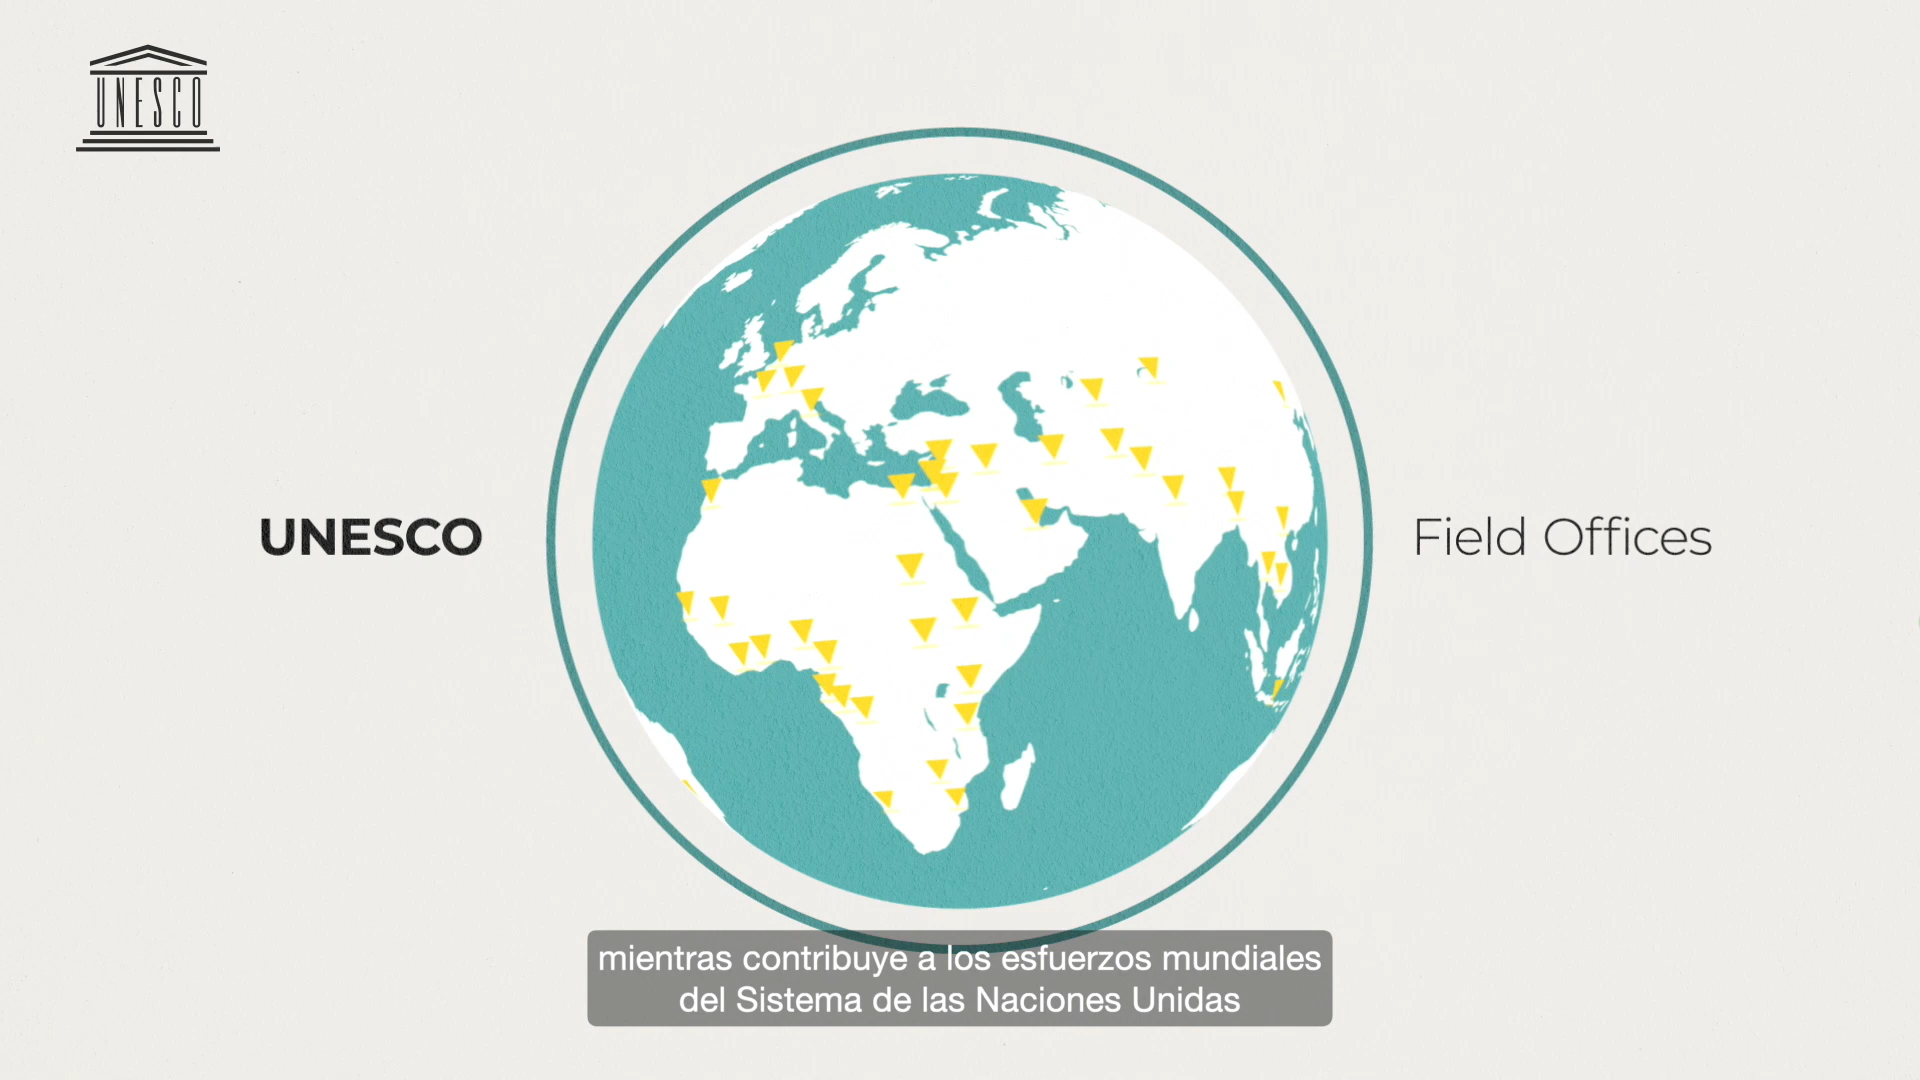 UNESCO
UNESCO
Field Offices
mientras contribuye a los esfuerzos mundiales
del Sistema de las Naciones Unidas